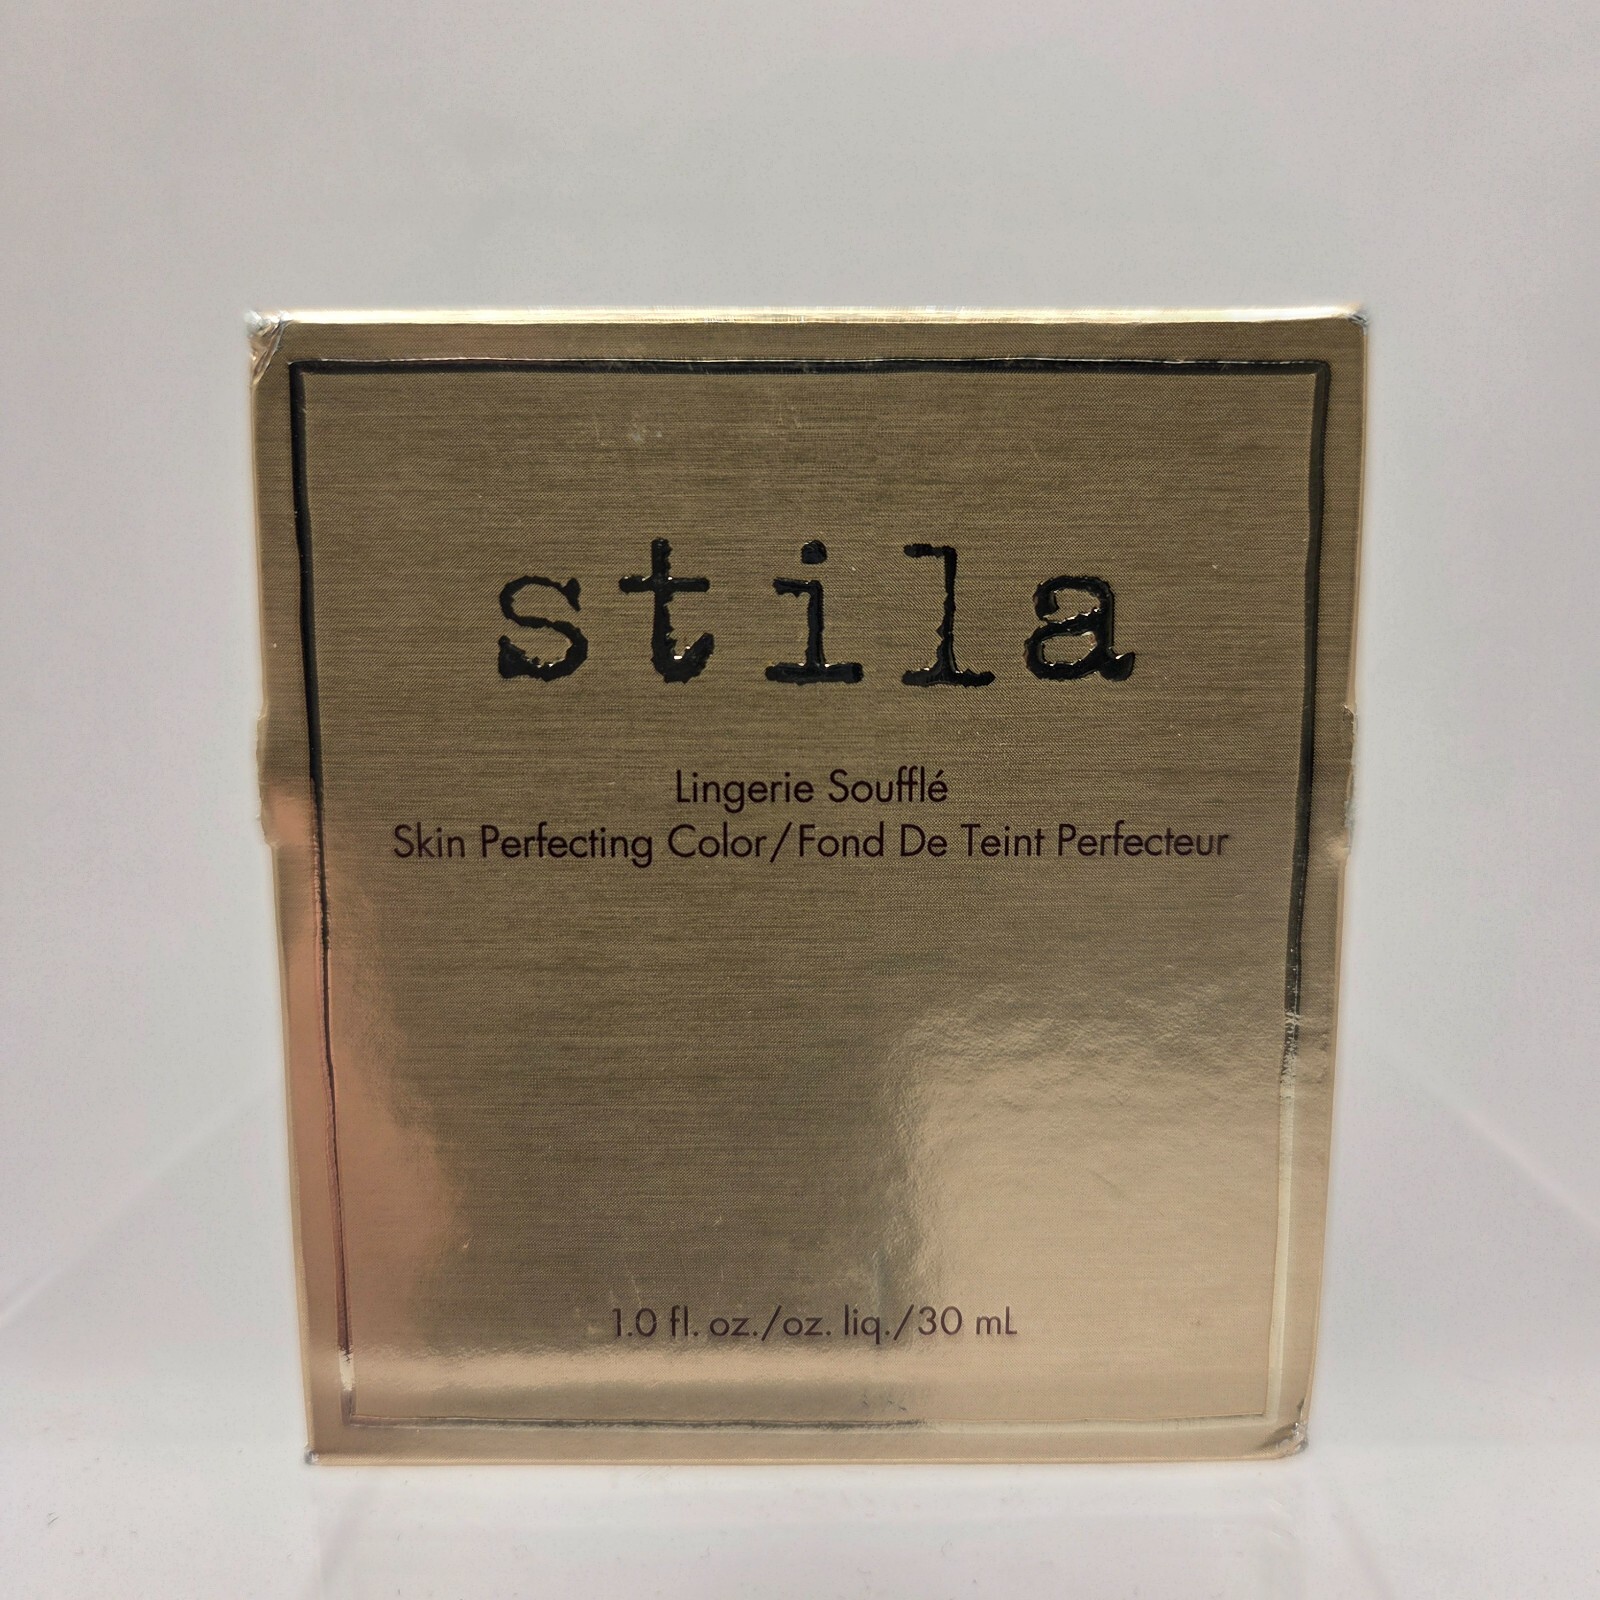 stila
Lingerie Soufflé
Skin Perfecting Color/Fond De Teint Perfecteur
1.0 fl. oz./oz. liq./30 mL